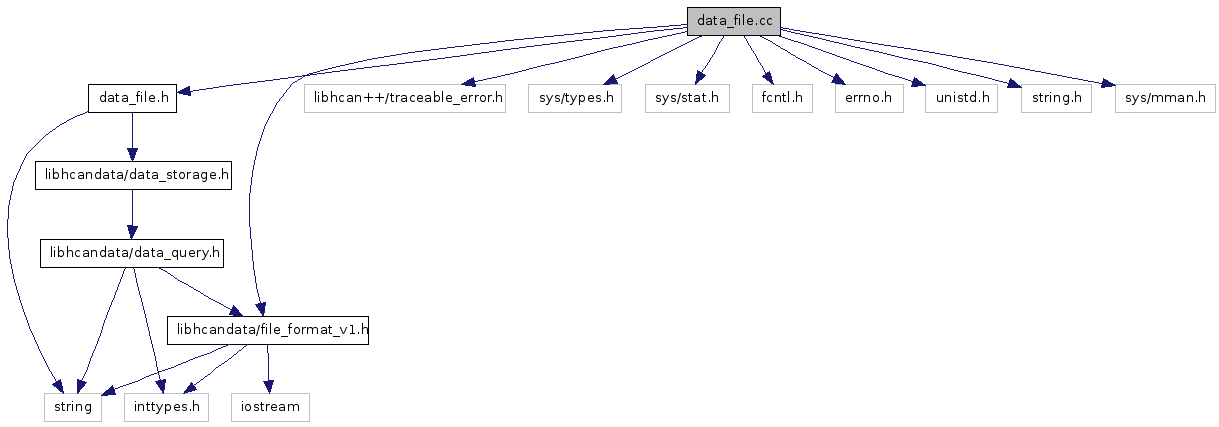 data_file.cc
data_file.h
libhcan++/traceable_error.h
sys/types.h
sys/stat.h
fcntl.h
errno.h
unistd.h
string.h
sys/mman.h
libhcandata/data_storage.h
libhcandata/data_query.h
libhcandata/file_format_v1.h
string
inttypes.h
iostream